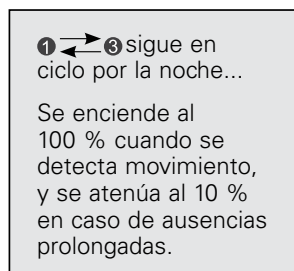 ❶ ⇄ ❸ sigue en
ciclo por la noche...
Se enciende al
100 % cuando se
detecta movimiento,
y se atenúa al 10 %
en caso de ausencias
prolongadas.